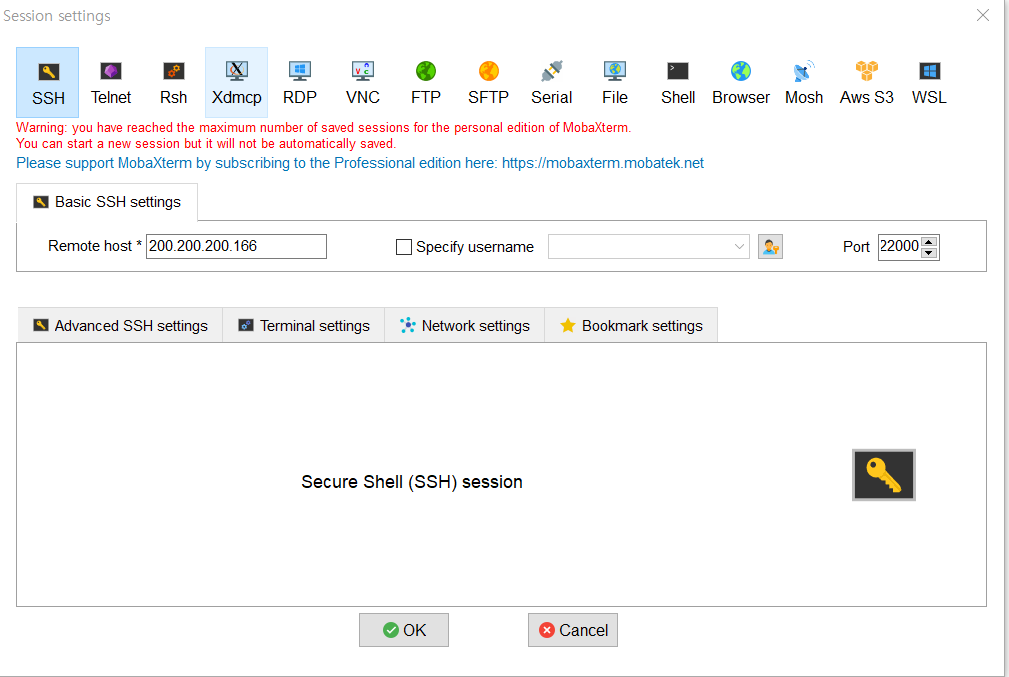 Session settings
SSH Telnet Rsh Xdmcp RDP VNC FTP SFTP Serial File Shell Browser Mosh Aws S3 WSL
Warning: you have reached the maximum number of saved sessions for the personal edition of MobaXterm.
You can start a new session but it will not be automatically saved.
Please support MobaXterm by subscribing to the Professional edition here: https://mobaxterm.mobatek.net
Basic SSH settings
Remote host * 200.200.200.166 Specify username Port 22000
Advanced SSH settings Terminal settings Network settings Bookmark settings
Secure Shell (SSH) session
OK Cancel